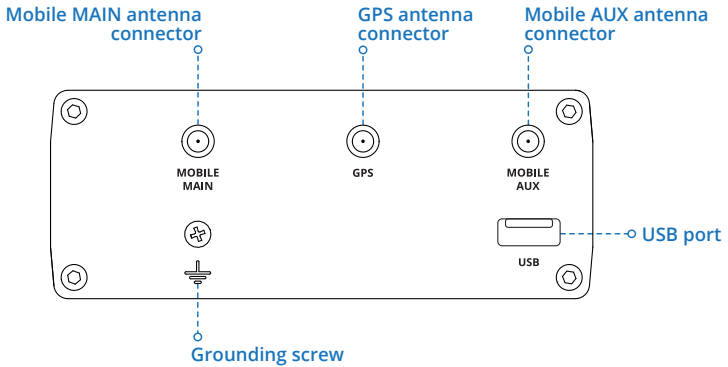 Mobile MAIN antenna
connector
GPS antenna
connector
Mobile AUX antenna
connector
MOBILE
MAIN
GPS
MOBILE
AUX
USB port
USB
Grounding screw